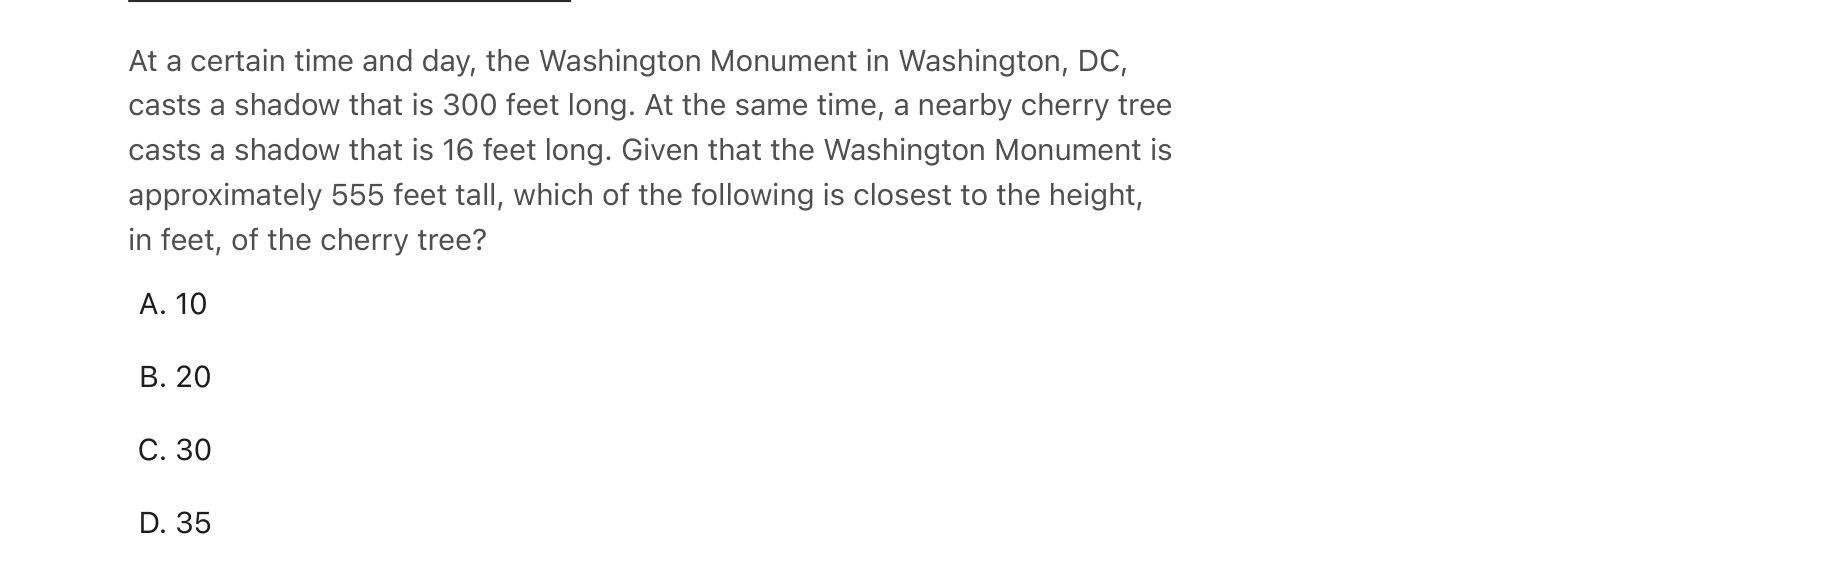 At a certain time and day, the Washington Monument in Washington, DC,
casts a shadow that is 300 feet long. At the same time, a nearby cherry tree
casts a shadow that is 16 feet long. Given that the Washington Monument is
approximately 555 feet tall, which of the following is closest to the height,
in feet, of the cherry tree?
A. 10
B. 20
C. 30
D. 35